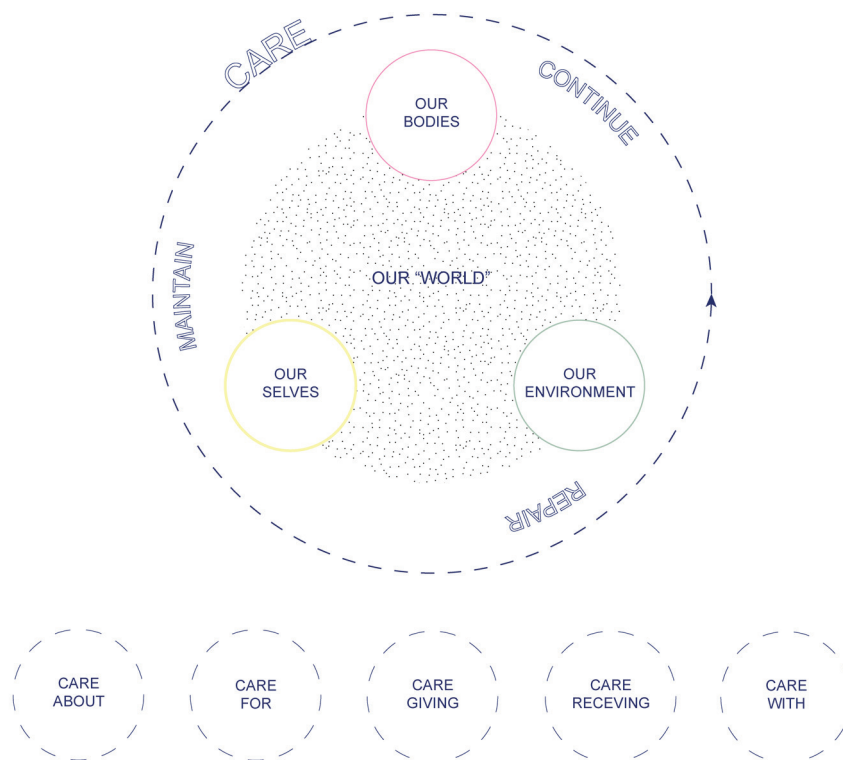 CARE
CONTINUE
OUR
BODIES
MAINTAIN
OUR “WORLD”
OUR
SELVES
OUR
ENVIRONMENT
REPAIR
CARE
ABOUT
CARE
FOR
CARE
GIVING
CARE
RECEVING
CARE
WITH